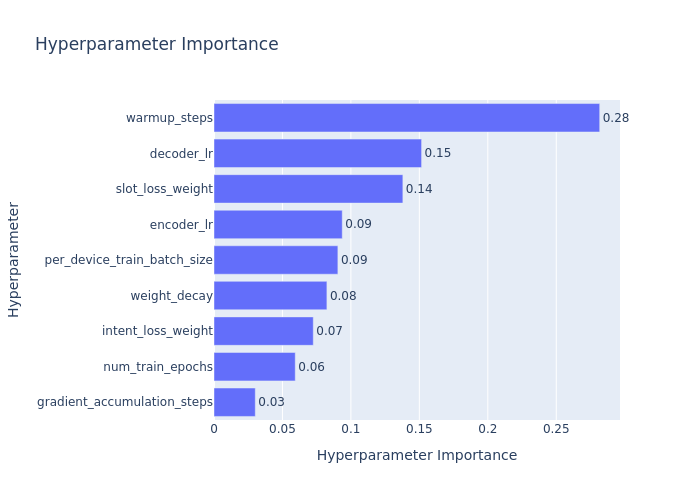 Hyperparameter Importance
Hyperparameter
warmup_steps 0.28
decoder_lr 0.15
slot_loss_weight 0.14
encoder_lr 0.09
per_device_train_batch_size 0.09
weight_decay 0.08
intent_loss_weight 0.07
num_train_epochs 0.06
gradient_accumulation_steps 0.03
0 0.05 0.1 0.15 0.2 0.25
Hyperparameter Importance